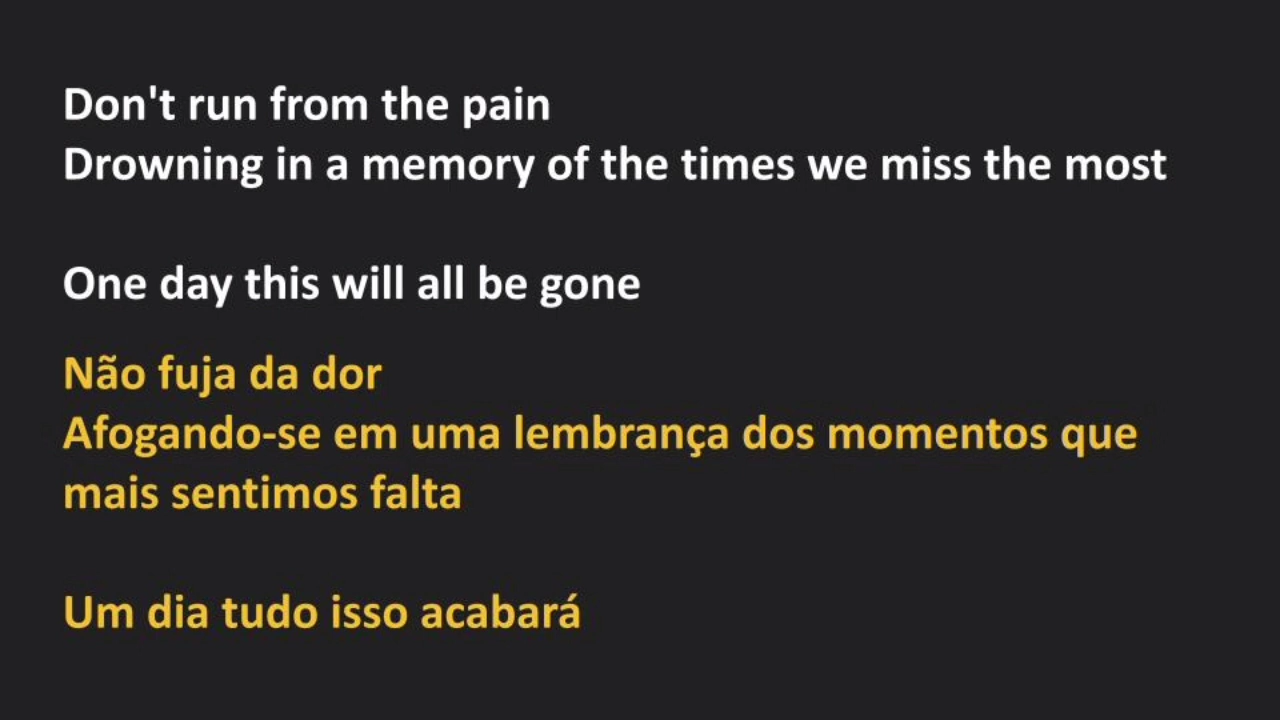 Don't run from the pain
Drowning in a memory of the times we miss the most
One day this will all be gone
Não fuja da dor
Afogando-se em uma lembrança dos momentos que
mais sentimos falta
Um dia tudo isso acabará